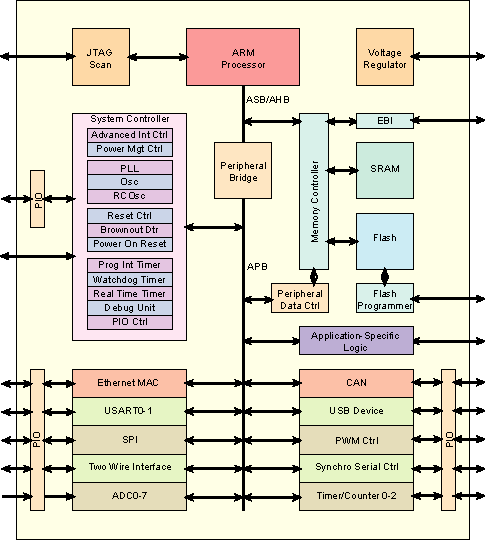 JTAG
Scan
ARM
Processor
Voltage
Regulator
ASB/AHB
System Controller
Advanced Int Ctrl
Power Mgt Ctrl
PLL
Osc
RC Osc
Reset Ctrl
Brownout Dtr
Power On Reset
Prog Int Timer
Watchdog Timer
Real Time Timer
Debug Unit
PIO Ctrl
PIO
Peripheral
Bridge
APB
Memory Controller
EBI
SRAM
Flash
Peripheral
Data Ctrl
Flash
Programmer
Application-Specific
Logic
PIO
Ethernet MAC
USART0-1
SPI
Two Wire Interface
ADC0-7
CAN
USB Device
PWM Ctrl
Synchro Serial Ctrl
Timer/Counter 0-2
PIO